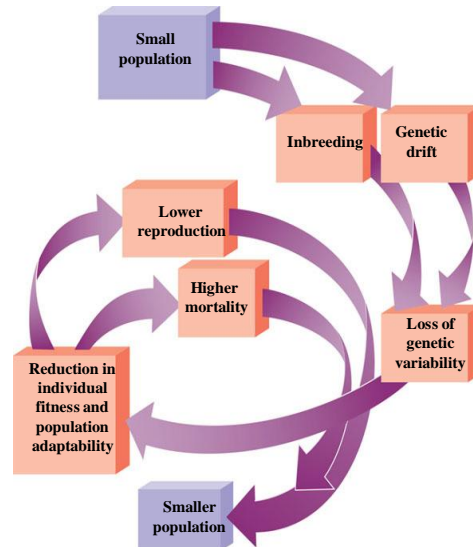 Small
population
Inbreeding
Genetic
drift
Lower
reproduction
Higher
mortality
Loss of
genetic
variability
Reduction in
individual
fitness and
population
adaptability
Smaller
population